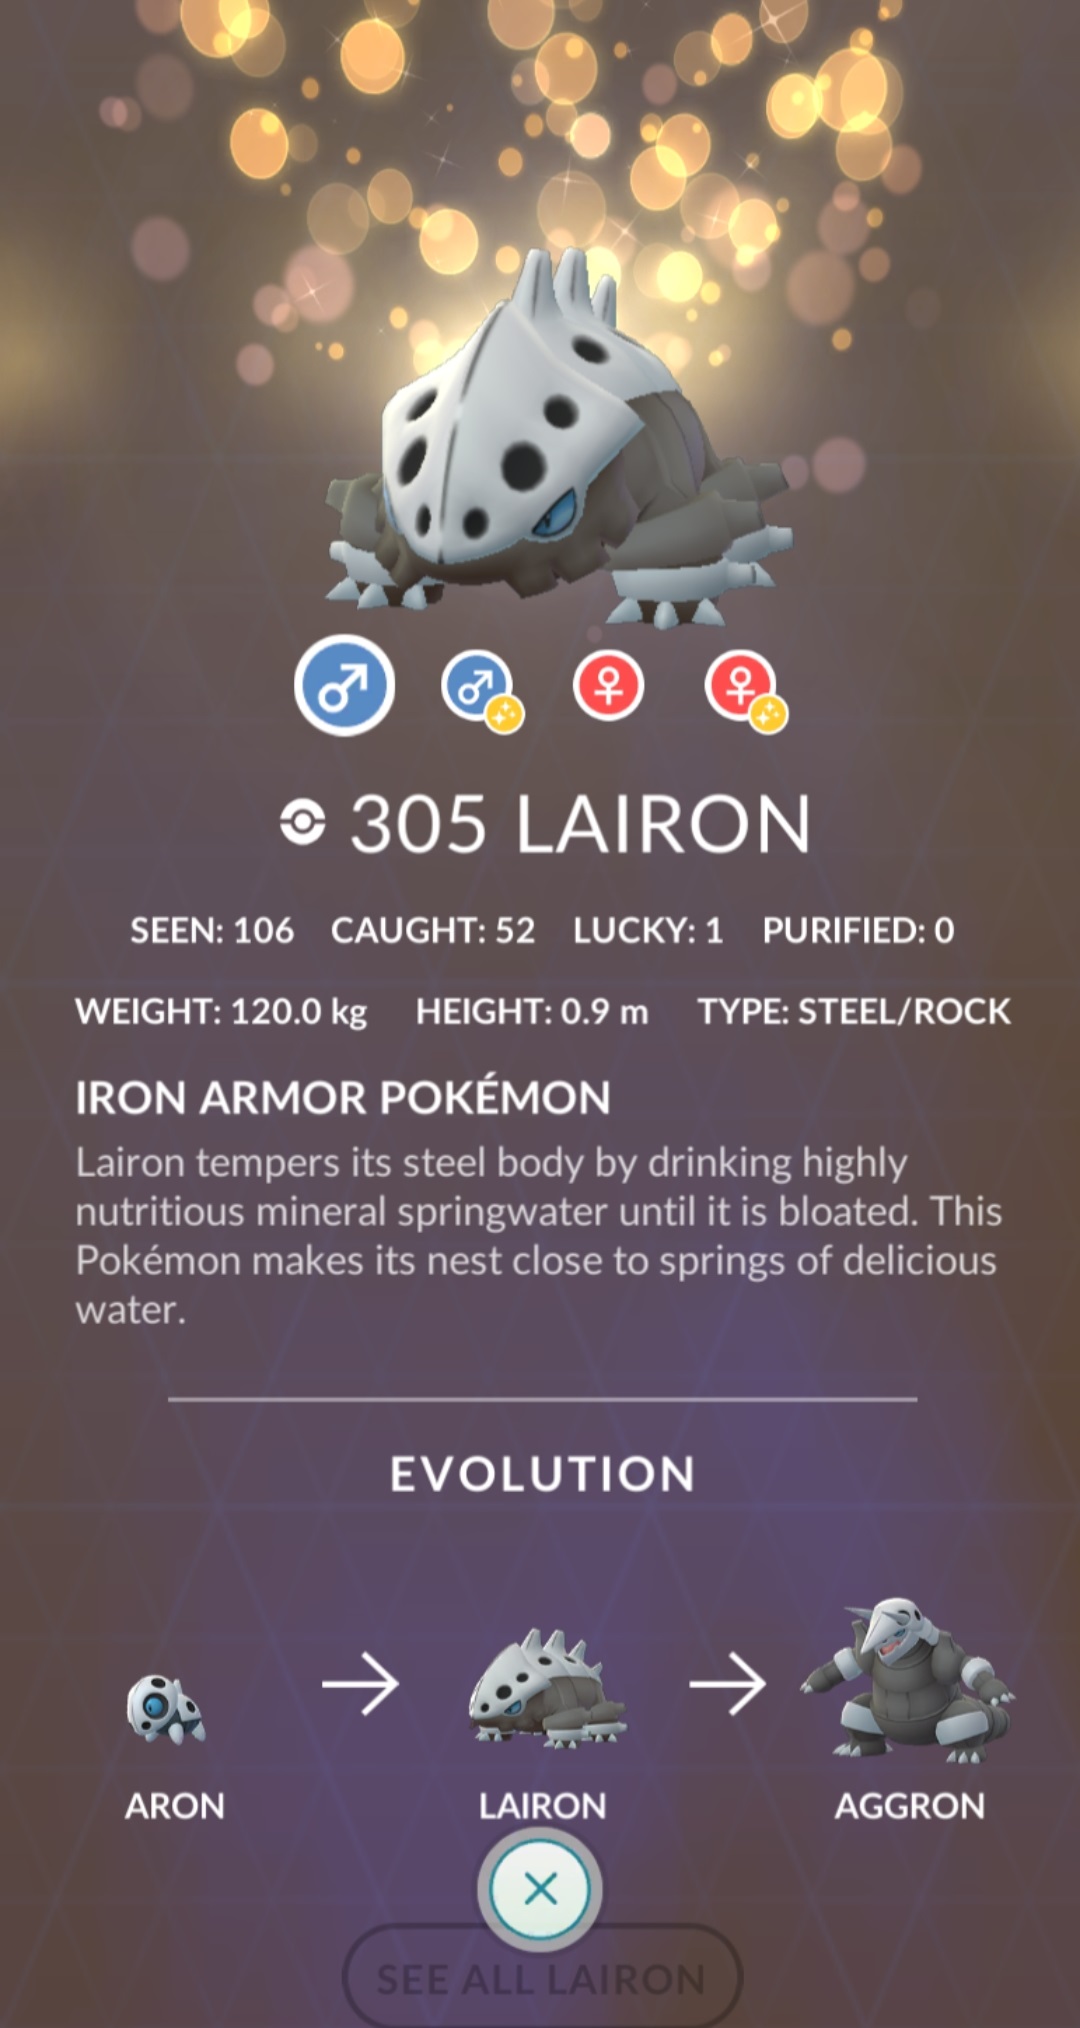 305 LAIRON
SEEN: 106 CAUGHT: 52 LUCKY: 1 PURIFIED: 0
WEIGHT: 120.0 kg HEIGHT: 0.9 m TYPE: STEEL/ROCK
IRON ARMOR POKÉMON
Lairon tempers its steel body by drinking highly
nutritious mineral springwater until it is bloated. This
Pokémon makes its nest close to springs of delicious
water.
EVOLUTION
ARON LAIRON AGGRON
SEE ALL LAIRON